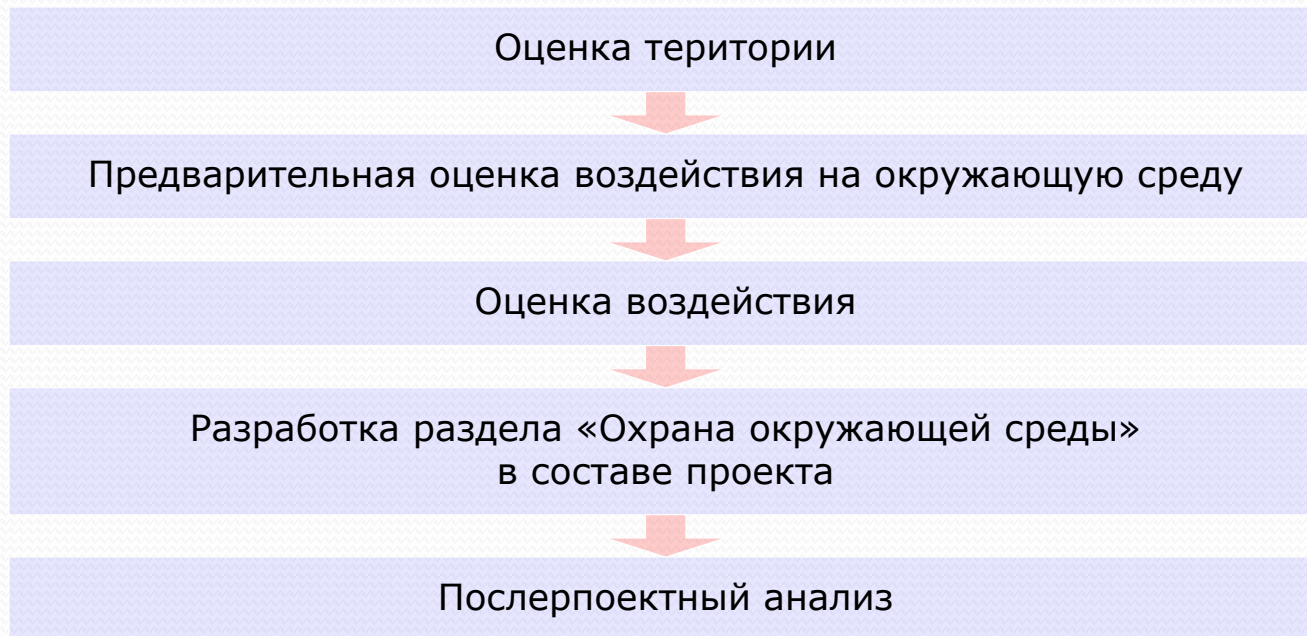 Оценка територии
Предварительная оценка воздействия на окружающую среду
Оценка воздействия
Разработка раздела «Охрана окружающей среды»
в составе проекта
Послерпоектный анализ